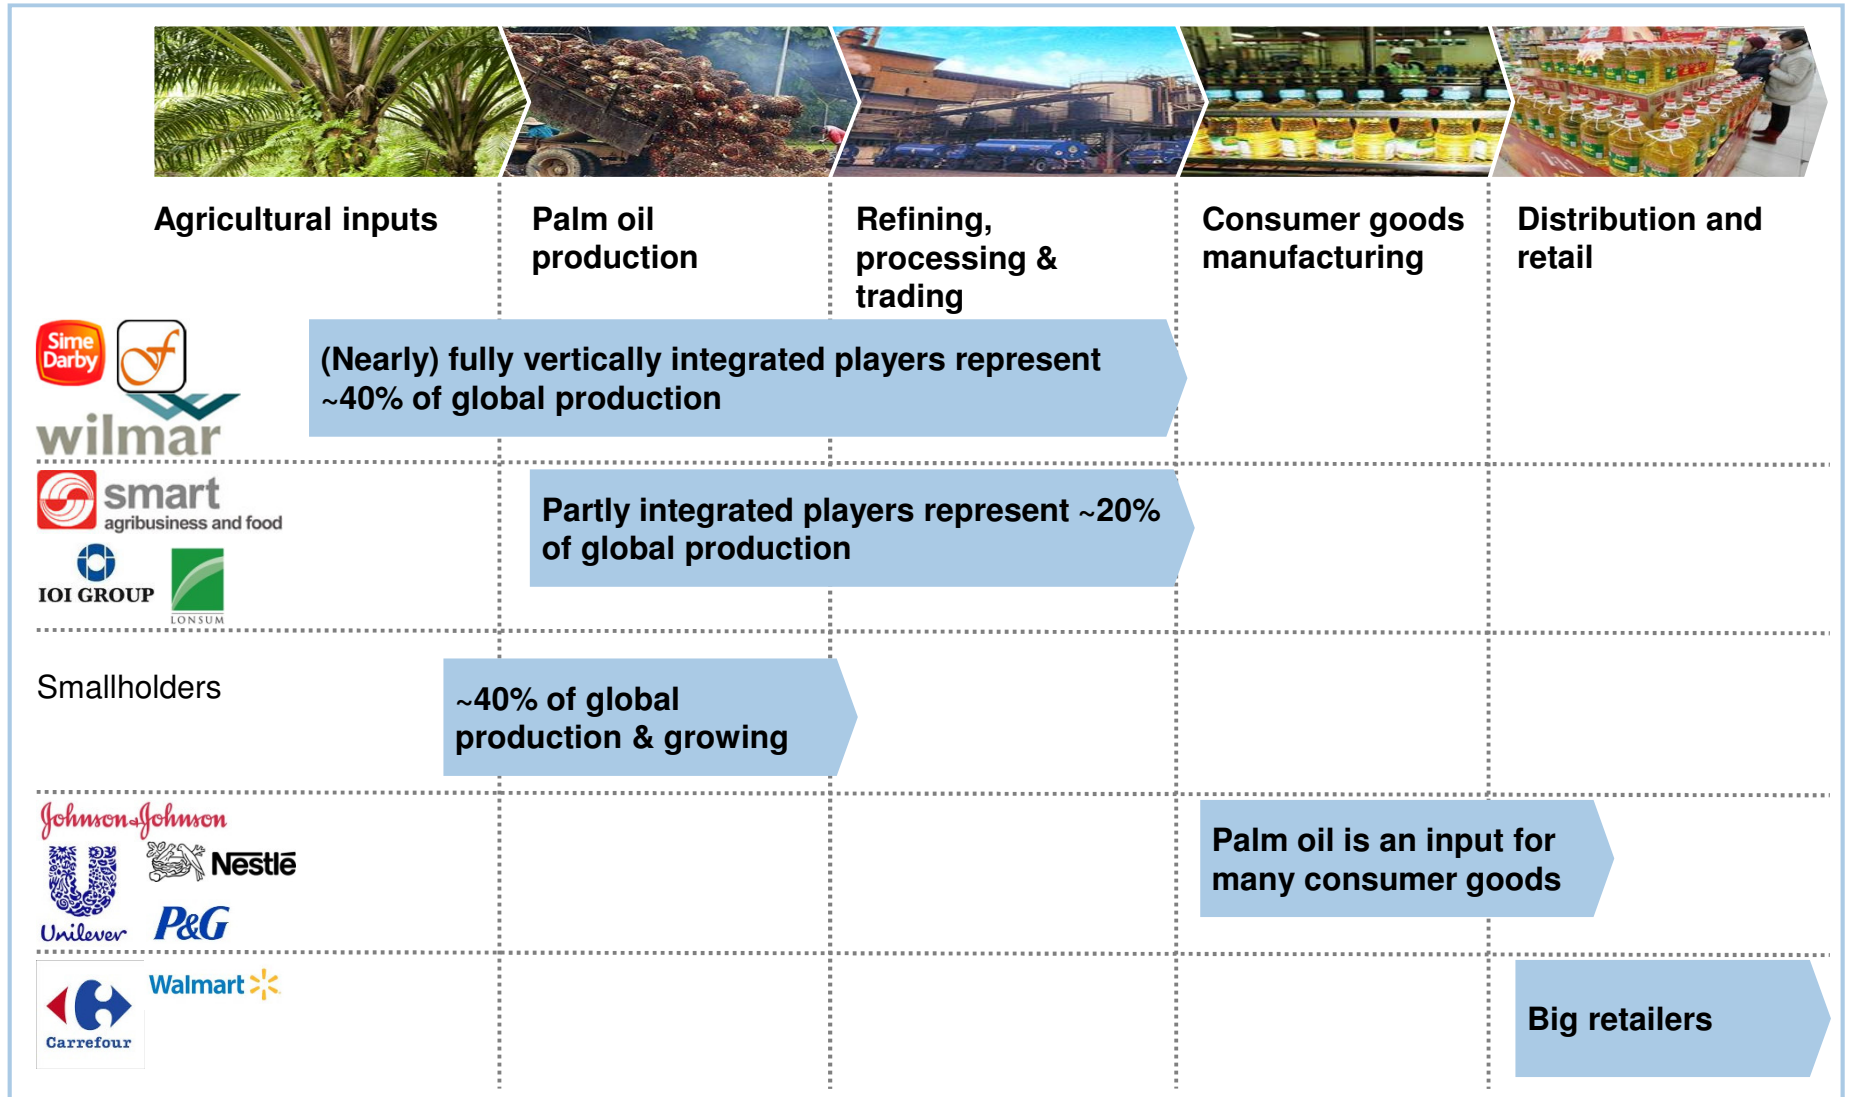 Agricultural inputs
Palm oil
production
Refining,
processing &
trading
Consumer goods
manufacturing
Distribution and
retail
Sime
Darby
f
wilmar
(Nearly) fully vertically integrated players represent
~40% of global production
smart
agribusiness and food
IOI GROUP
LONSUM
Partly integrated players represent ~20%
of global production
Smallholders
~40% of global
production & growing
Johnson & Johnson
Unilever
Nestlé
P&G
Palm oil is an input for
many consumer goods
Carrefour
Walmart
Big retailers